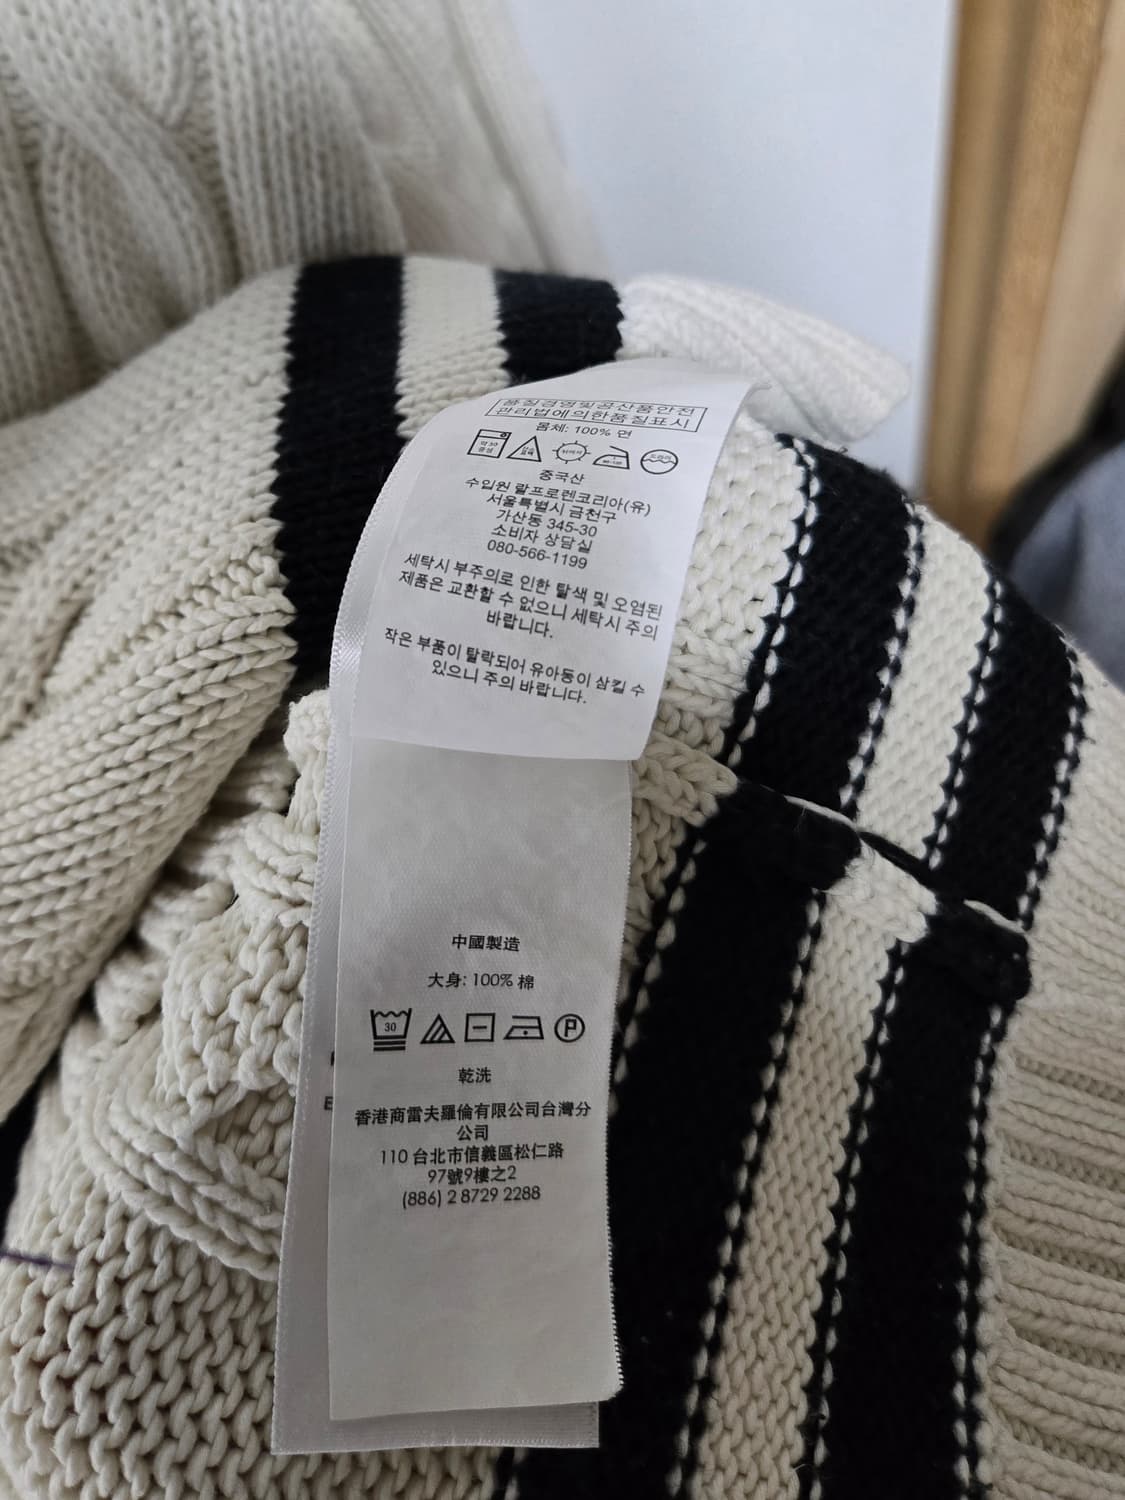 품질경영및공산품안전
관리법에의한품질표시
몸체: 100% 면
드라이
중국산
수입원 랄프로렌코리아(유)
서울특별시 금천구
가산동 345-30
소비자 상담실
080-566-1199
세탁시 부주의로 인한 탈색 및 오염된
제품은 교환할 수 없으니 세탁시 주의
바랍니다.
작은 부품이 탈락되어 유아동이 삼킬 수
있으니 주의 바랍니다.
中國製造
大身: 100% 棉
30
P
乾洗
香港商雷夫羅倫有限公司台灣分
公司
110 台北市信義區松仁路
97號9樓之2
(886) 2 8729 2288